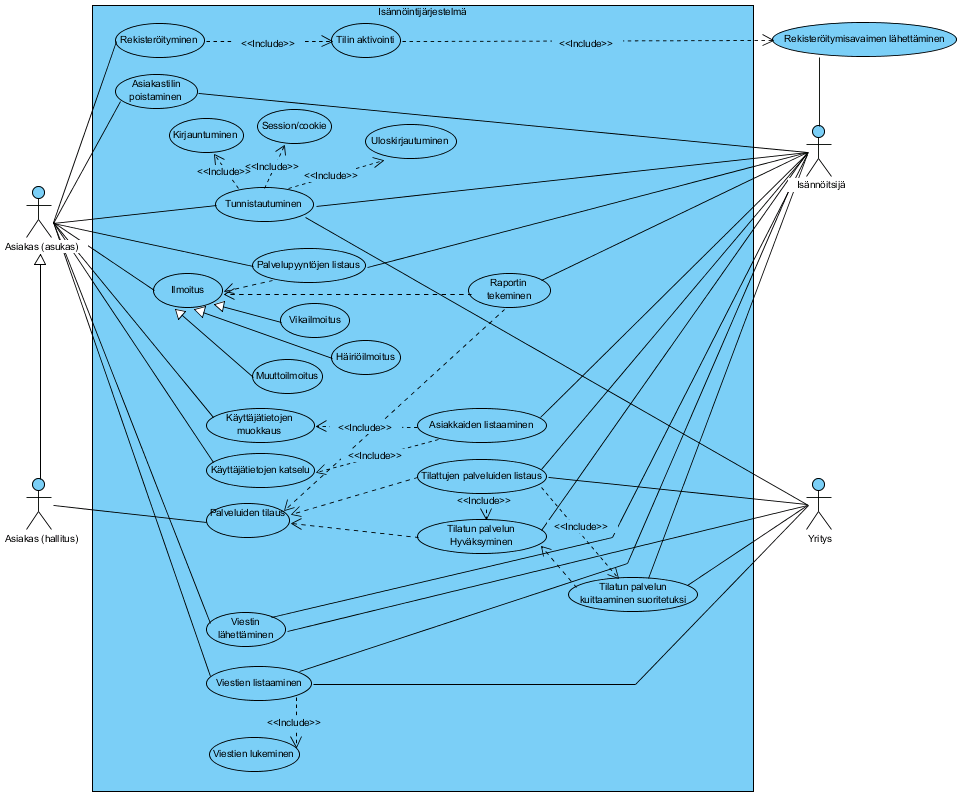 Isännöintijärjestelmä
Rekisteröityminen
<<Include>>
Tilin aktivointi
<<Include>>
Rekisteröitymisavaimen lähettäminen
Asiakastilin
poistaminen
Kirjauntuminen
Session/cookie
Uloskirjautuminen
<<Include>>
<<Include>>
<<Include>>
Tunnistautuminen
Isännöitsijä
Asiakas (asukas)
Palvelupyyntöjen listaus
Ilmoitus
Raportin
tekeminen
Vikailmoitus
Häiriöilmoitus
Muuttoilmoitus
Käyttäjätietojen
muokkaus
<<Include>>
Asiakkaiden listaaminen
<<Include>>
Käyttäjätietojen katselu
Tilattujen palveluiden listaus
<<Include>>
Palveluiden tilaus
Tilatun palvelun
Hyväksyminen
<<Include>>
Asiakas (hallitus)
Yritys
Tilatun palvelun
kuittaaminen suoritetuksi
Viestin
lähettäminen
Viestien listaaminen
<<Include>>
Viestien lukeminen